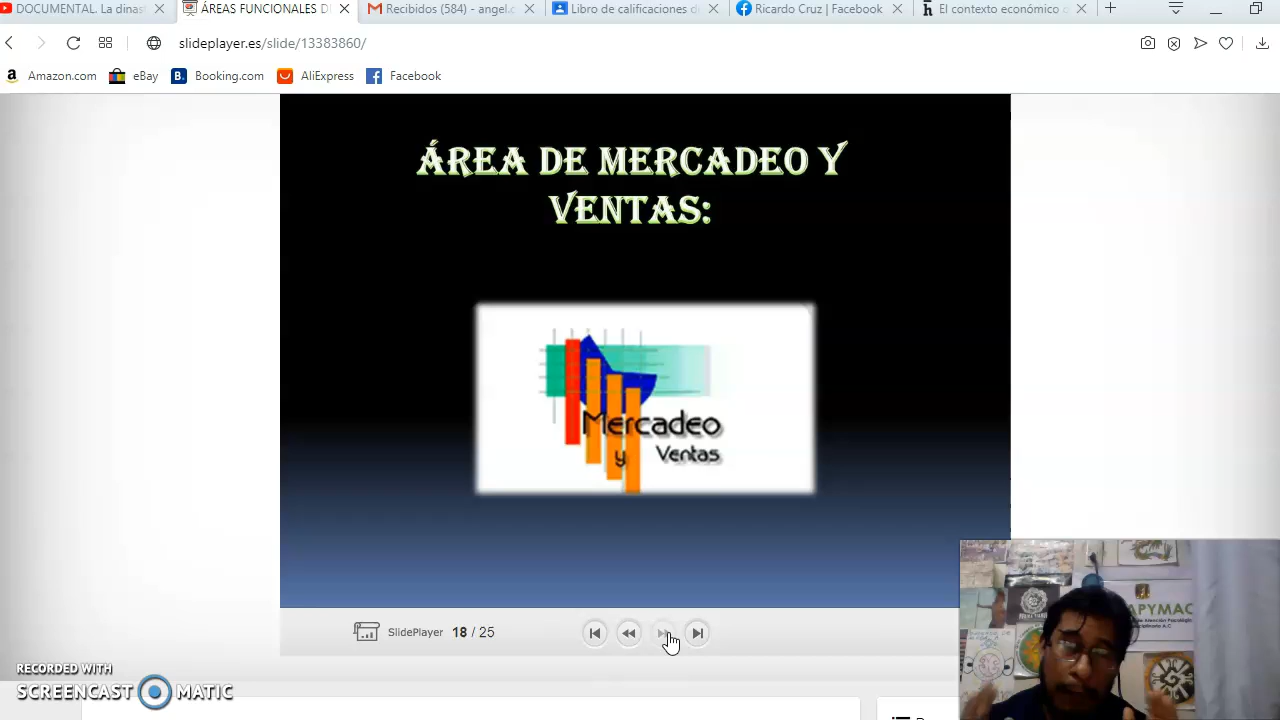 DOCUMENTAL. La dinast
ÁREAS FUNCIONALES D
Recibidos (584) - angel.c
Libro de calificaciones d
Ricardo Cruz | Facebook
El contexto económico
slideplayer.es/slide/13383860/
Amazon.com
eBay
Booking.com
AliExpress
Facebook
ÁREA DE MERCADEO Y
VENTAS:
Mercadeo
y Ventas
SlidePlayer 18 / 25
RECORDED WITH
SCREENCAST MATIC
APYMAC